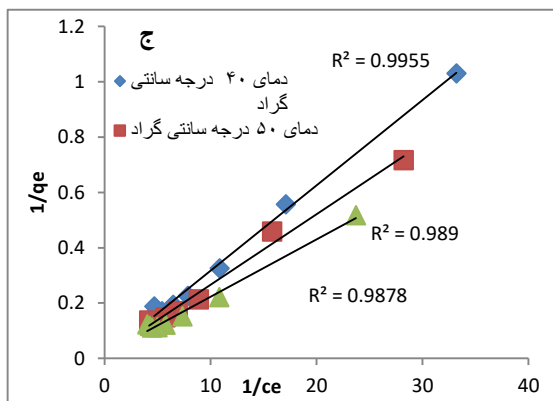 ج
دمای ۴۰ درجه سانتی
گراد
دمای ۵۰ درجه سانتی گراد
R² = 0.9955
R² = 0.989
R² = 0.9878
1.2
1
0.8
0.6
0.4
0.2
0
1/qe
0 10 20 30 40
1/ce